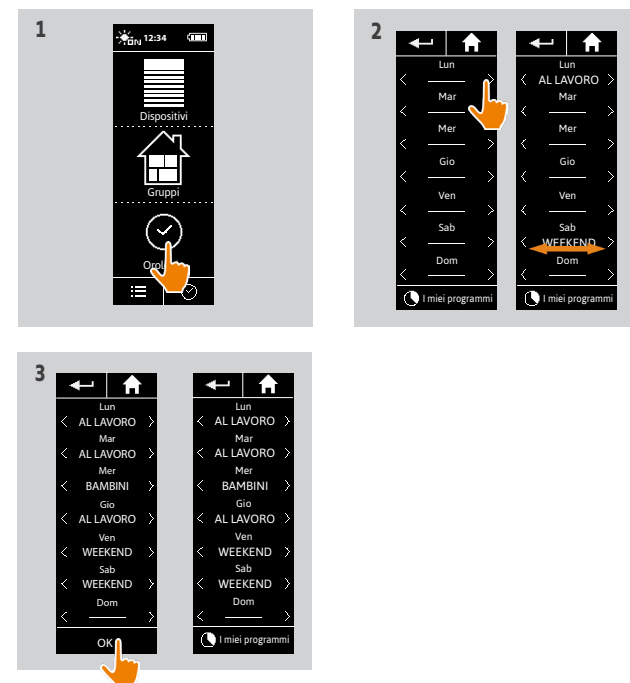 1
ON 12:34
Dispositivi
Gruppi
2
Lun
Mar
Mer
Gio
Ven
Sab
Dom
I miei programmi
Lun
AL LAVORO
Mar
Mer
Gio
Ven
Sab
WEEKEND
Dom
I miei programmi
3
Lun
AL LAVORO
Mar
AL LAVORO
Mer
BAMBINI
Gio
AL LAVORO
Ven
WEEKEND
Sab
WEEKEND
Dom
OK
Lun
AL LAVORO
Mar
AL LAVORO
Mer
BAMBINI
Gio
AL LAVORO
Ven
WEEKEND
Sab
WEEKEND
Dom
I miei programmi